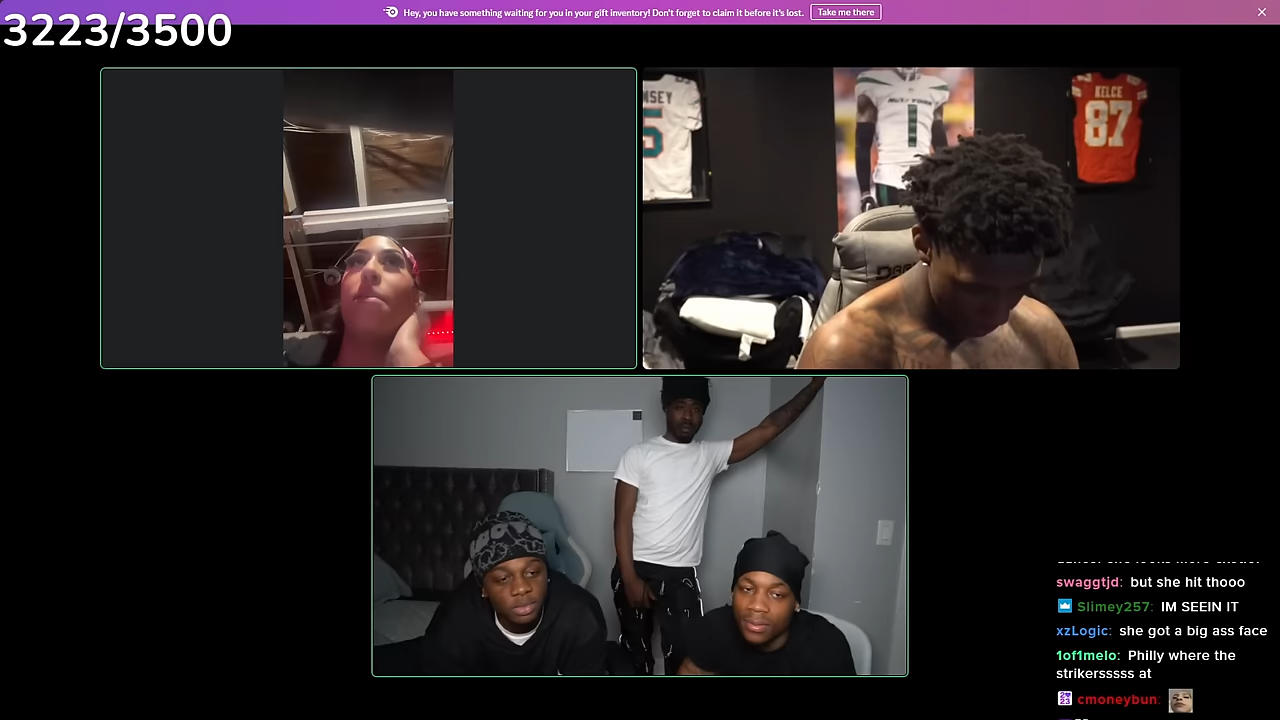 Hey, you have something waiting for you in your gift inventory! Don't forget to claim it before it's lost. Take me there
3223/3500
MSEY
5
NEW YORK
1
KELCE
87
swaggtjd: but she hit thooo
Slimey257: IM SEEIN IT
xzLogic: she got a big ass face
1of1melo: Philly where the
strikersssss at
cmoneybun: